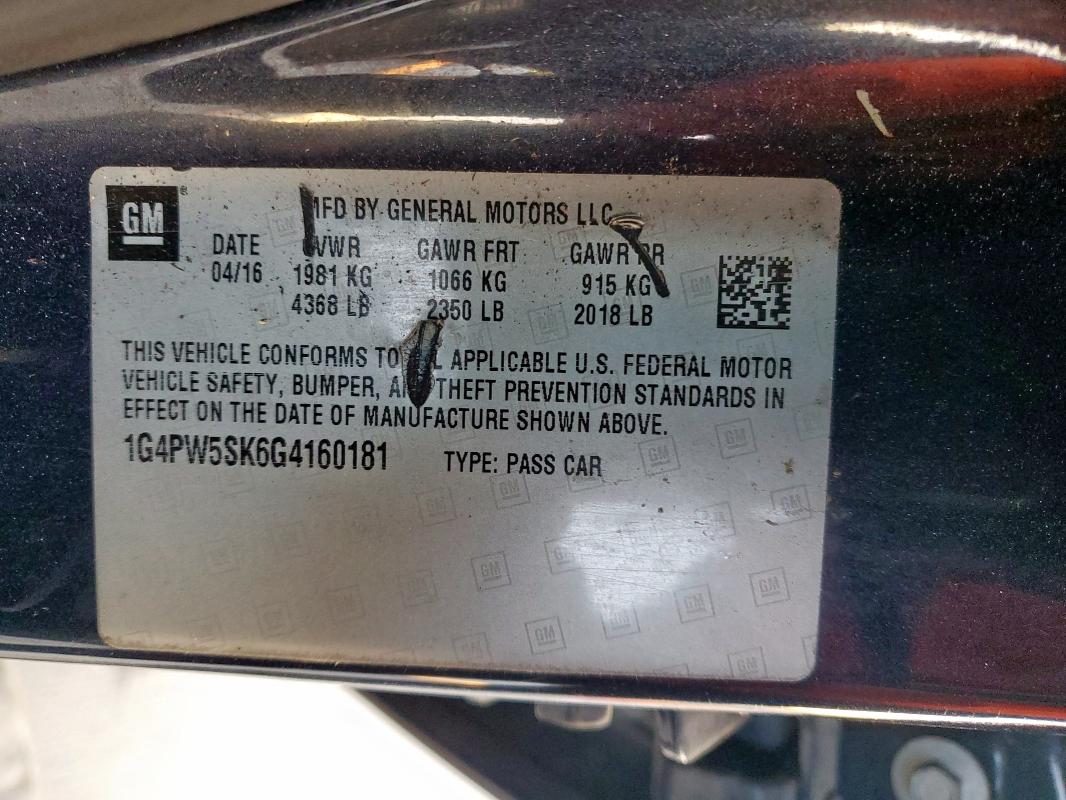 GM ®
MFD BY GENERAL MOTORS LLC
DATE GVWR GAWR FRT GAWR RR
04/16 1981 KG 1066 KG 915 KG
4368 LB 2350 LB 2018 LB
THIS VEHICLE CONFORMS TO ALL APPLICABLE U.S. FEDERAL MOTOR
VEHICLE SAFETY, BUMPER, AND THEFT PREVENTION STANDARDS IN
EFFECT ON THE DATE OF MANUFACTURE SHOWN ABOVE.
1G4PW5SK6G4160181 TYPE: PASS CAR